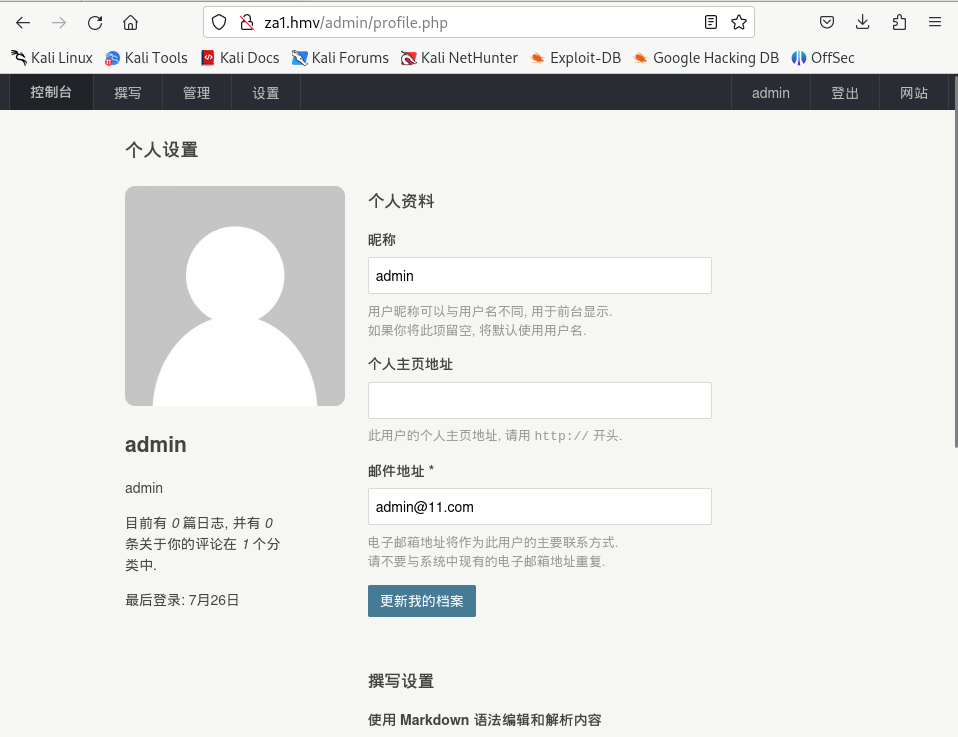 za1.hmv/admin/profile.php
Kali Linux Kali Tools Kali Docs Kali Forums Kali NetHunter Exploit-DB Google Hacking DB OffSec
控制台 撰写 管理 设置 admin 登出 网站
个人设置
个人资料
昵称
admin
用户昵称可以与用户名不同, 用于前台显示.
如果你将此项留空, 将默认使用用户名.
个人主页地址
此用户的个人主页地址, 请用 http:// 开头.
邮件地址 *
admin@11.com
电子邮箱地址将作为此用户的主要联系方式.
请不要与系统中现有的电子邮箱地址重复.
更新我的档案
admin
admin
目前有 0 篇日志, 并有 0
条关于你的评论在 1 个分
类中.
最后登录: 7月26日
撰写设置
使用 Markdown 语法编辑和解析内容